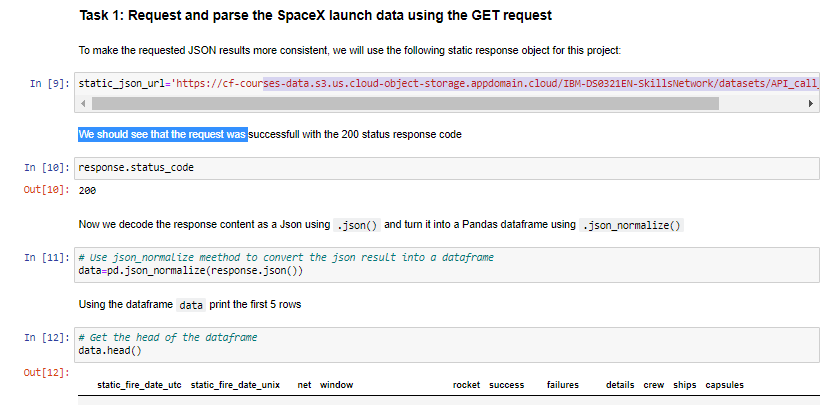 Task 1: Request and parse the SpaceX launch data using the GET request
To make the requested JSON results more consistent, we will use the following static response object for this project:
In [9]: static_json_url='https://cf-courses-data.s3.us.cloud-object-storage.appdomain.cloud/IBM-DS0321EN-SkillsNetwork/datasets/API_call_
We should see that the request was successfull with the 200 status response code
In [10]: response.status_code
Out[10]: 200
Now we decode the response content as a Json using .json() and turn it into a Pandas dataframe using .json_normalize()
In [11]: # Use json_normalize meethod to convert the json result into a dataframe
data=pd.json_normalize(response.json())
Using the dataframe data print the first 5 rows
In [12]: # Get the head of the dataframe
data.head()
Out[12]:
static_fire_date_utc static_fire_date_unix net window rocket success failures details crew ships capsules